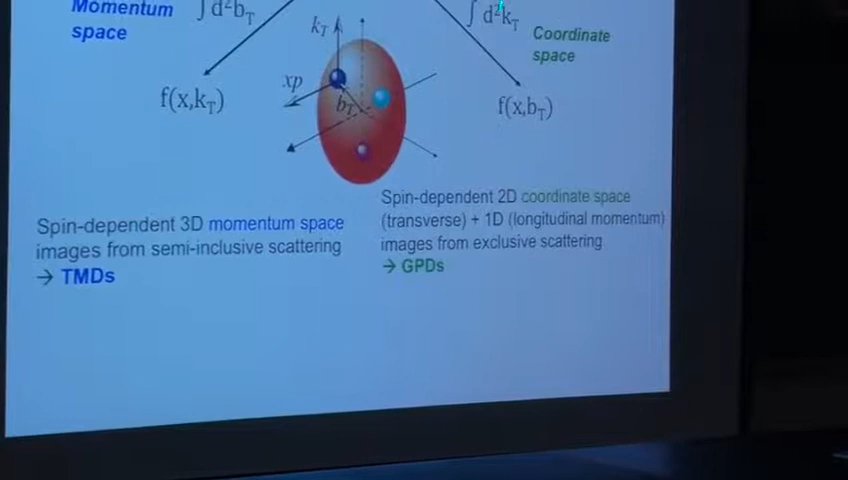 Momentum
space
∫ d²b_T
∫ d²k_T
Coordinate
space
k_T
xp
b_T
f(x,k_T)
f(x,b_T)
Spin-dependent 3D momentum space
images from semi-inclusive scattering
→ TMDs
Spin-dependent 2D coordinate space
(transverse) + 1D (longitudinal momentum)
images from exclusive scattering
→ GPDs